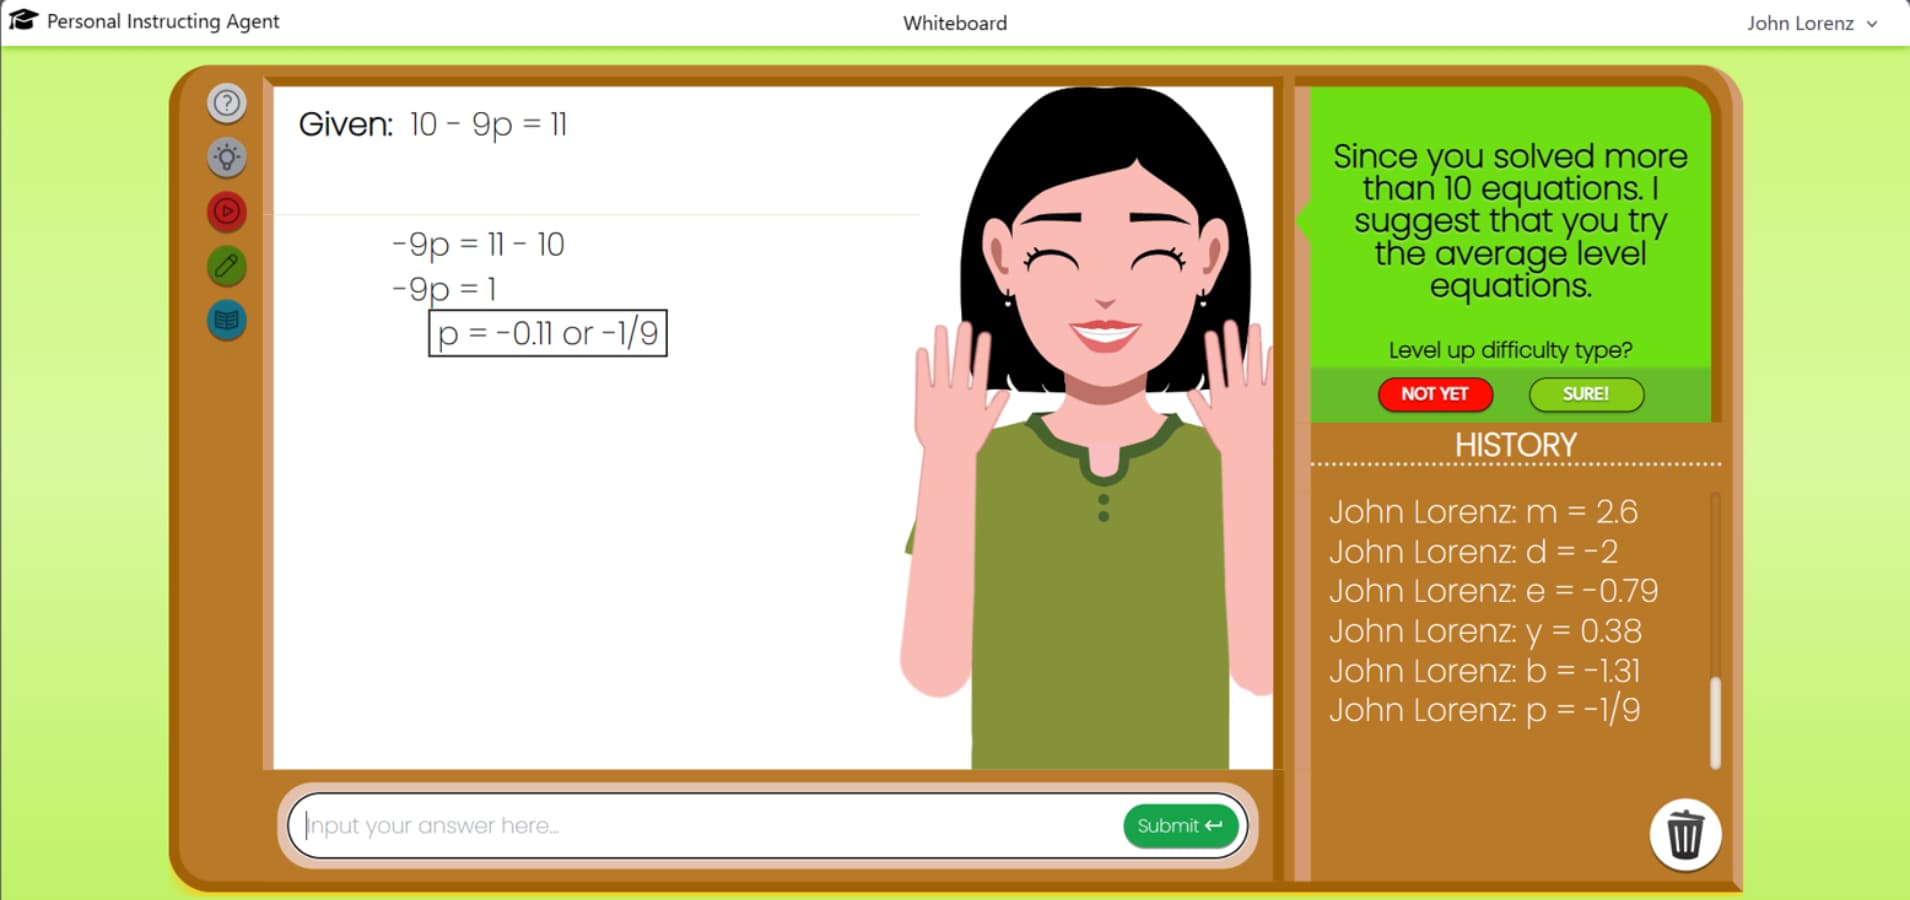 Personal Instructing Agent
Whiteboard
John Lorenz
Given: 10 - 9p = 11
-9p = 11 - 10
-9p = 1
p = -0.11 or -1/9
Since you solved more
than 10 equations. I
suggest that you try
the average level
equations.
Level up difficulty type?
NOT YET
SURE!
HISTORY
John Lorenz: m = 2.6
John Lorenz: d = -2
John Lorenz: e = -0.79
John Lorenz: y = 0.38
John Lorenz: b = -1.31
John Lorenz: p = -1/9
Input your answer here...
Submit ↵